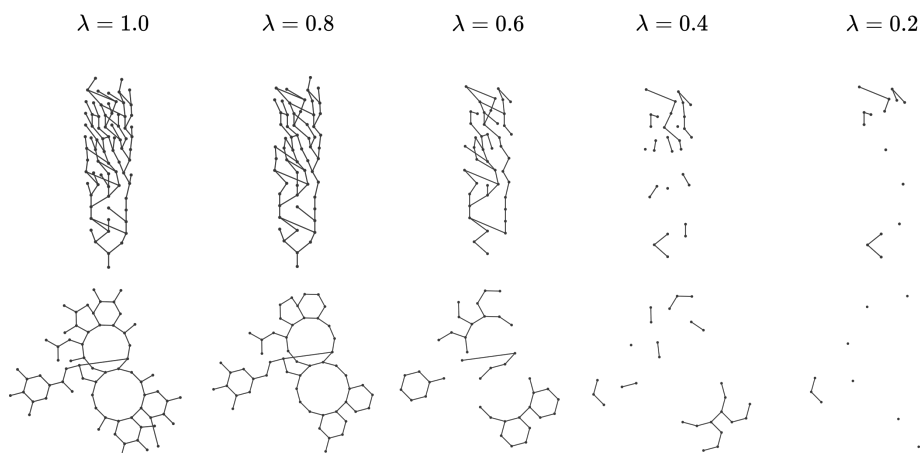 λ = 1.0 λ = 0.8 λ = 0.6 λ = 0.4 λ = 0.2